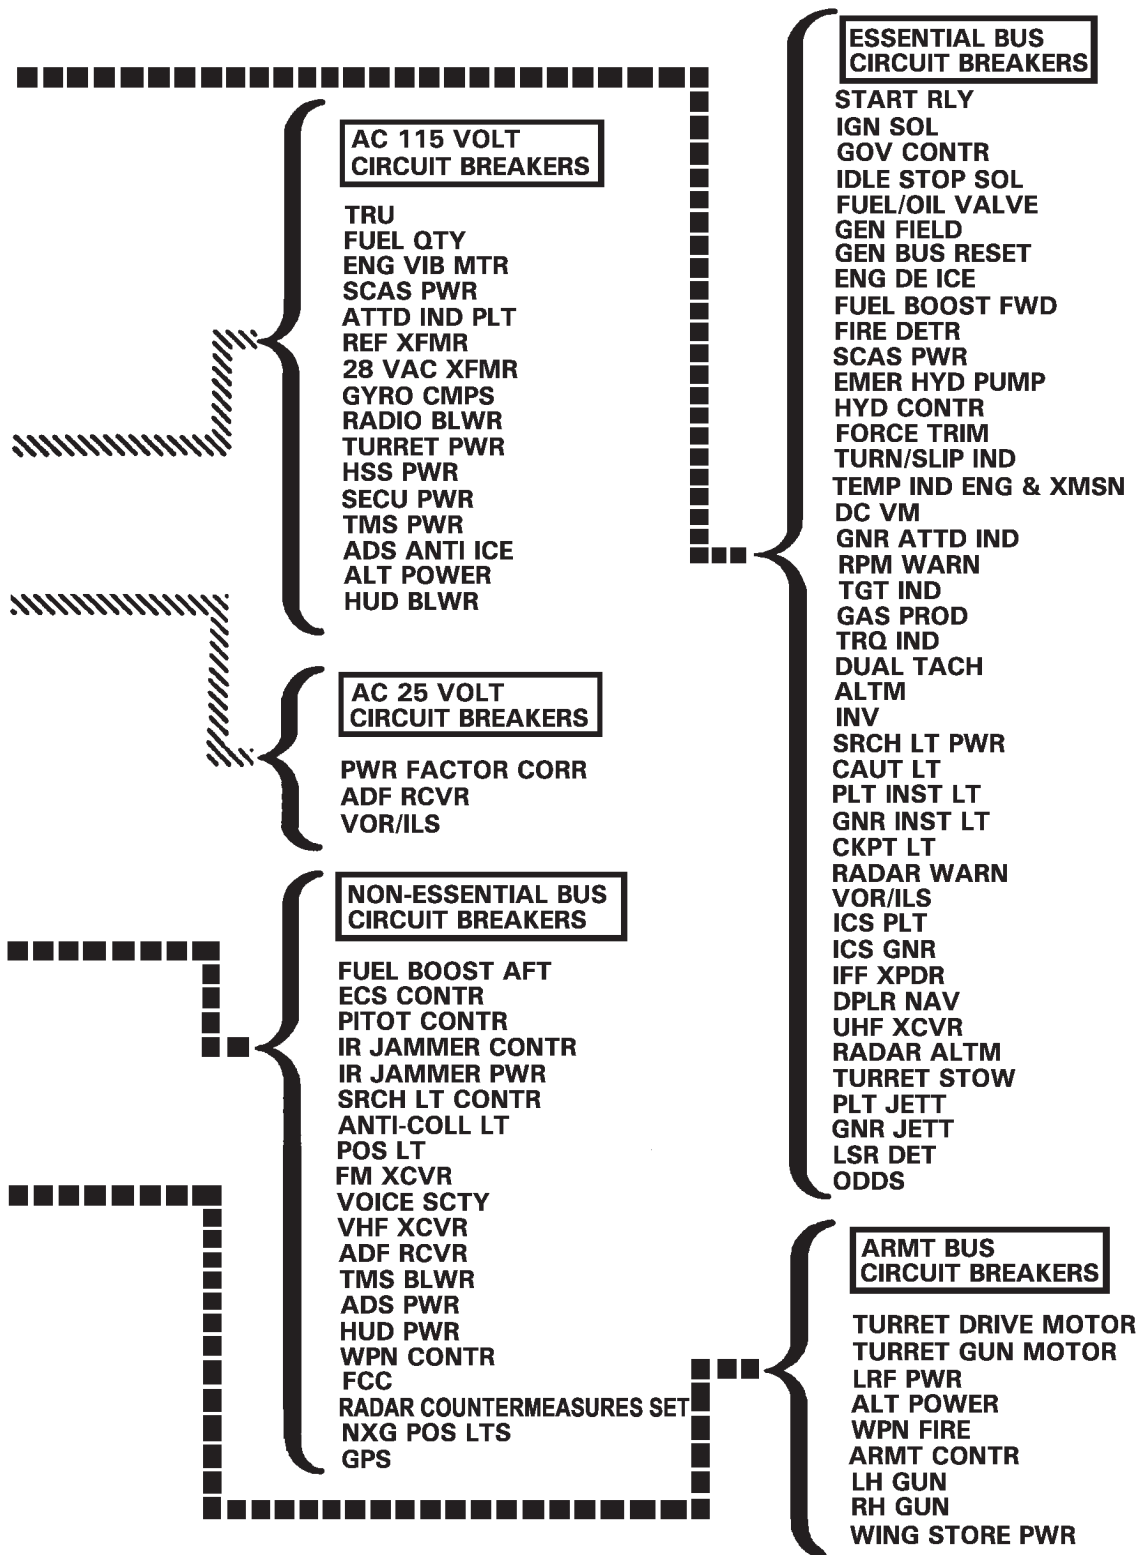 AC 115 VOLT
CIRCUIT BREAKERS
TRU
FUEL QTY
ENG VIB MTR
SCAS PWR
ATTD IND PLT
REF XFMR
28 VAC XFMR
GYRO CMPS
RADIO BLWR
TURRET PWR
HSS PWR
SECU PWR
TMS PWR
ADS ANTI ICE
ALT POWER
HUD BLWR
AC 25 VOLT
CIRCUIT BREAKERS
PWR FACTOR CORR
ADF RCVR
VOR/ILS
NON-ESSENTIAL BUS
CIRCUIT BREAKERS
FUEL BOOST AFT
ECS CONTR
PITOT CONTR
IR JAMMER CONTR
IR JAMMER PWR
SRCH LT CONTR
ANTI-COLL LT
POS LT
FM XCVR
VOICE SCTY
VHF XCVR
ADF RCVR
TMS BLWR
ADS PWR
HUD PWR
WPN CONTR
FCC
RADAR COUNTERMEASURES SET
NXG POS LTS
GPS
ESSENTIAL BUS
CIRCUIT BREAKERS
START RLY
IGN SOL
GOV CONTR
IDLE STOP SOL
FUEL/OIL VALVE
GEN FIELD
GEN BUS RESET
ENG DE ICE
FUEL BOOST FWD
FIRE DETR
SCAS PWR
EMER HYD PUMP
HYD CONTR
FORCE TRIM
TURN/SLIP IND
TEMP IND ENG & XMSN
DC VM
GNR ATTD IND
RPM WARN
TGT IND
GAS PROD
TRQ IND
DUAL TACH
ALTM
INV
SRCH LT PWR
CAUT LT
PLT INST LT
GNR INST LT
CKPT LT
RADAR WARN
VOR/ILS
ICS PLT
ICS GNR
IFF XPDR
DPLR NAV
UHF XCVR
RADAR ALTM
TURRET STOW
PLT JETT
GNR JETT
LSR DET
ODDS
ARMT BUS
CIRCUIT BREAKERS
TURRET DRIVE MOTOR
TURRET GUN MOTOR
LRF PWR
ALT POWER
WPN FIRE
ARMT CONTR
LH GUN
RH GUN
WING STORE PWR